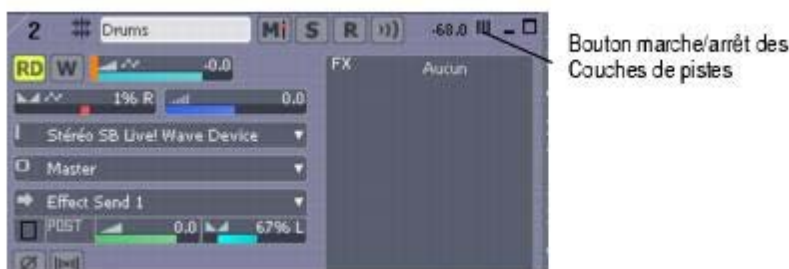 2 Drums Mi S R -68.0
Bouton marche/arrêt des
Couches de pistes
RD W -0.0 FX Aucun
1% R 0.0
Stéréo SB Live! Wave Device
Master
Effect Send 1
POST 0.0 67% L